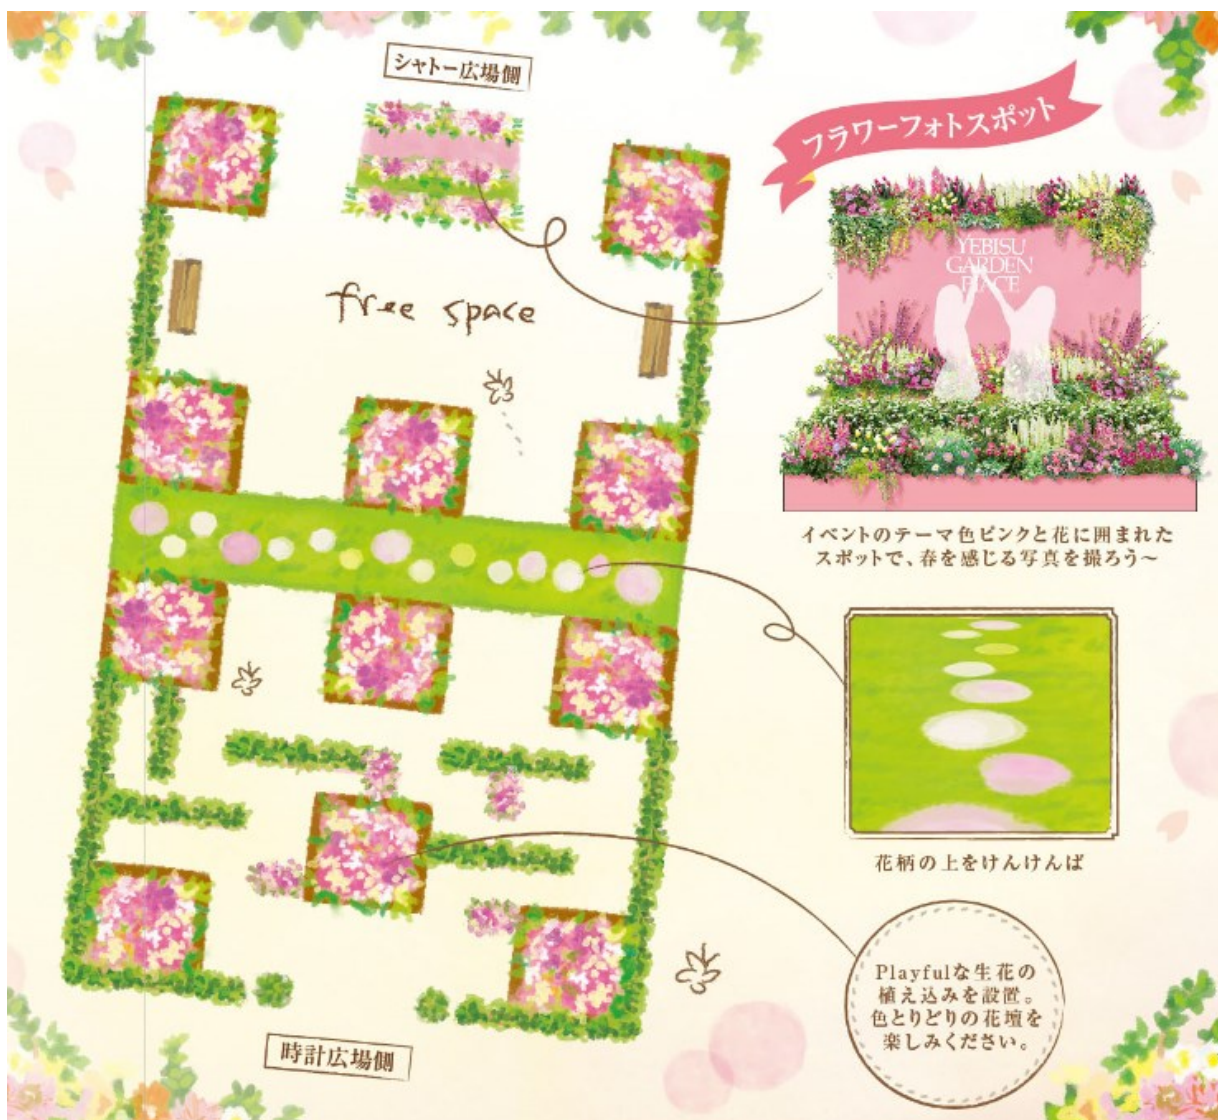 シャトー広場側
フラワーフォトスポット
YEBISU
GARDEN
PLACE
free space
イベントのテーマ色ピンクと花に囲まれた
スポットで、春を感じる写真を撮ろう〜
花柄の上をけんけんぱ
Playfulな生花の
植え込みを設置。
色とりどりの花壇を
楽しみください。
時計広場側